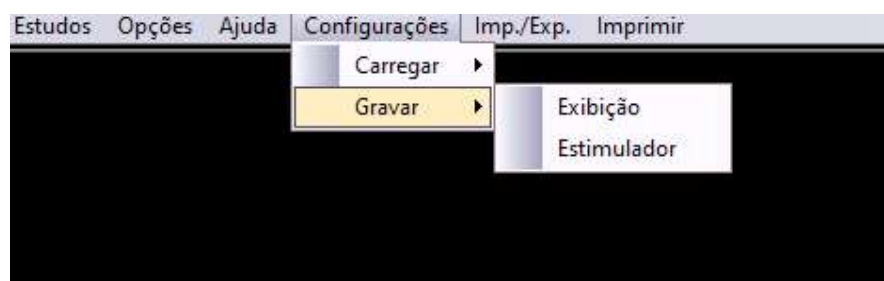 Estudos Opções Ajuda Configurações Imp./Exp. Imprimir
Carregar
Gravar
Exibição
Estimulador